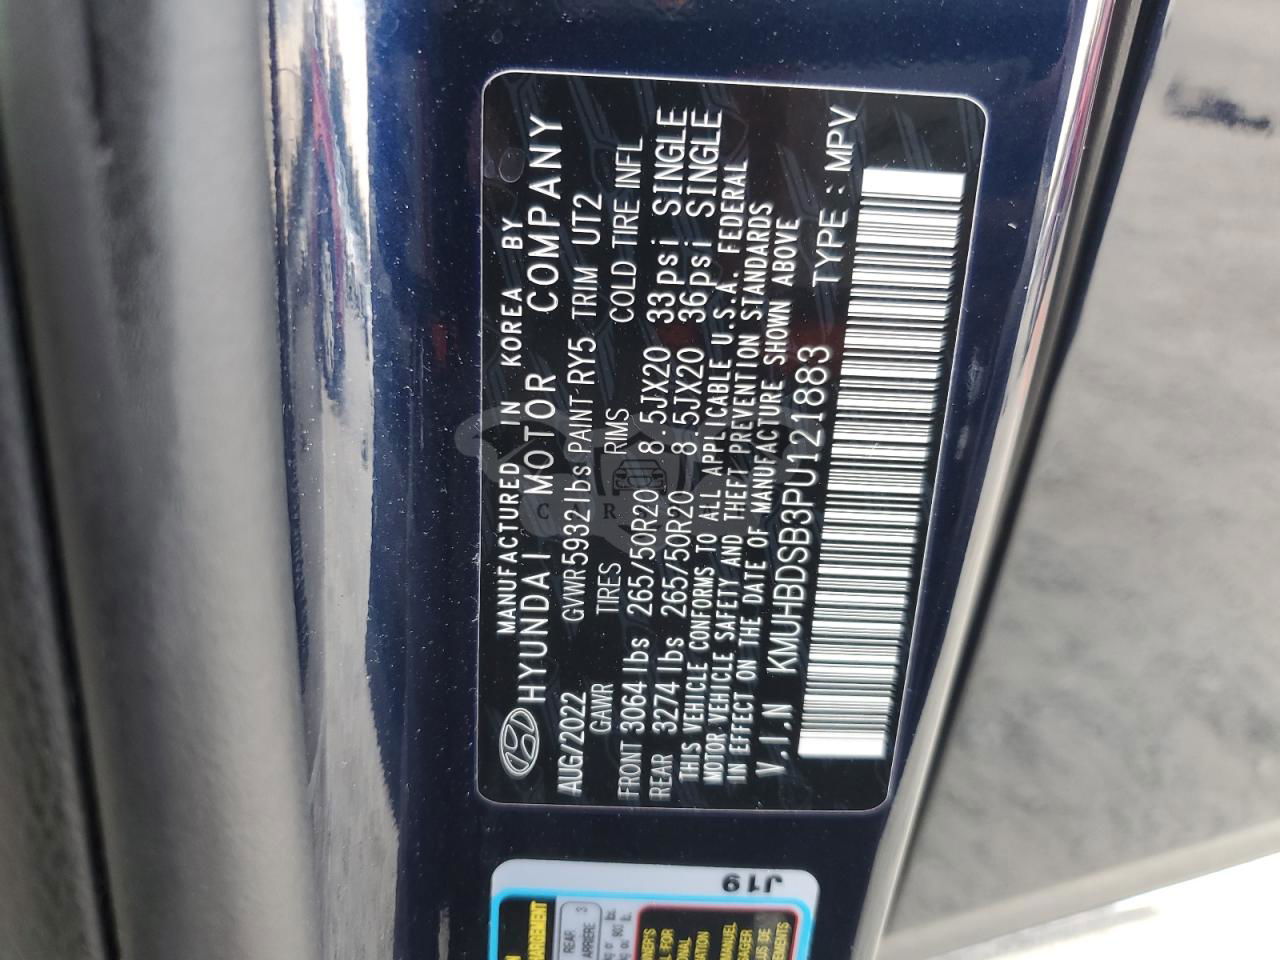 MANUFACTURED IN KOREA BY
HYUNDAI MOTOR COMPANY
AUG/2022 GVWR 5932 lbs PAINT RY5 TRIM UT2
GAWR TIRES RIMS COLD TIRE INFL
FRONT 3064 lbs 265/50R20 8.5JX20 33psi SINGLE
REAR 3274 lbs 265/50R20 8.5JX20 36psi SINGLE
THIS VEHICLE CONFORMS TO ALL APPLICABLE U.S.A. FEDERAL
MOTOR VEHICLE SAFETY AND THEFT PREVENTION STANDARDS
IN EFFECT ON THE DATE OF MANUFACTURE SHOWN ABOVE
V.I.N KMUHBDSB3PU121883 TYPE : MPV
J19
REAR
ARRIERE 3